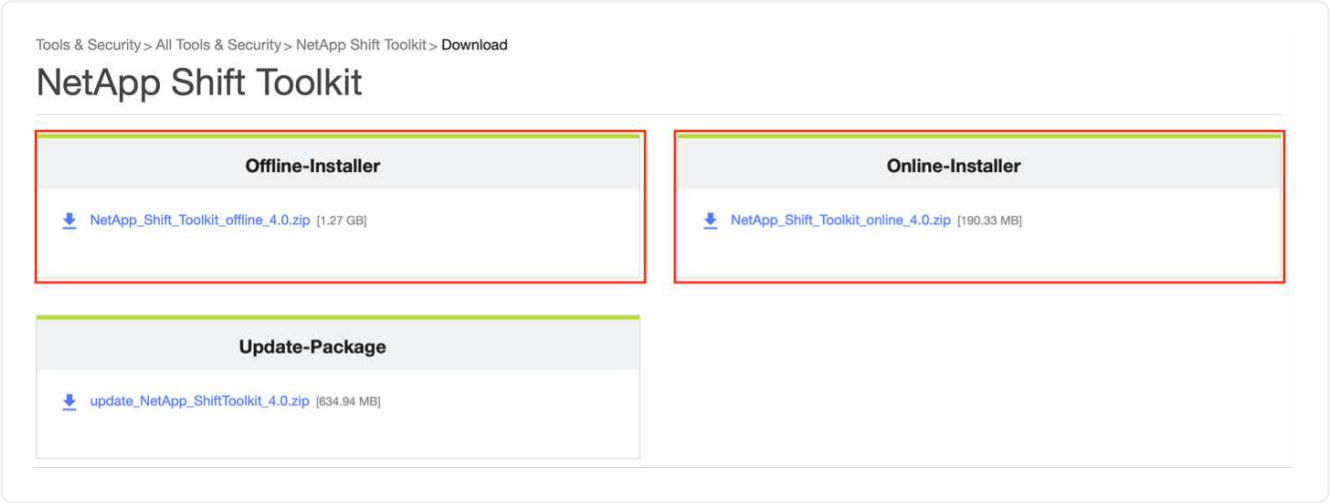 Tools & Security > All Tools & Security > NetApp Shift Toolkit > Download
NetApp Shift Toolkit
Offline-Installer
NetApp_Shift_Toolkit_offline_4.0.zip [1.27 GB]
Online-Installer
NetApp_Shift_Toolkit_online_4.0.zip [190.33 MB]
Update-Package
update_NetApp_ShiftToolkit_4.0.zip [634.94 MB]